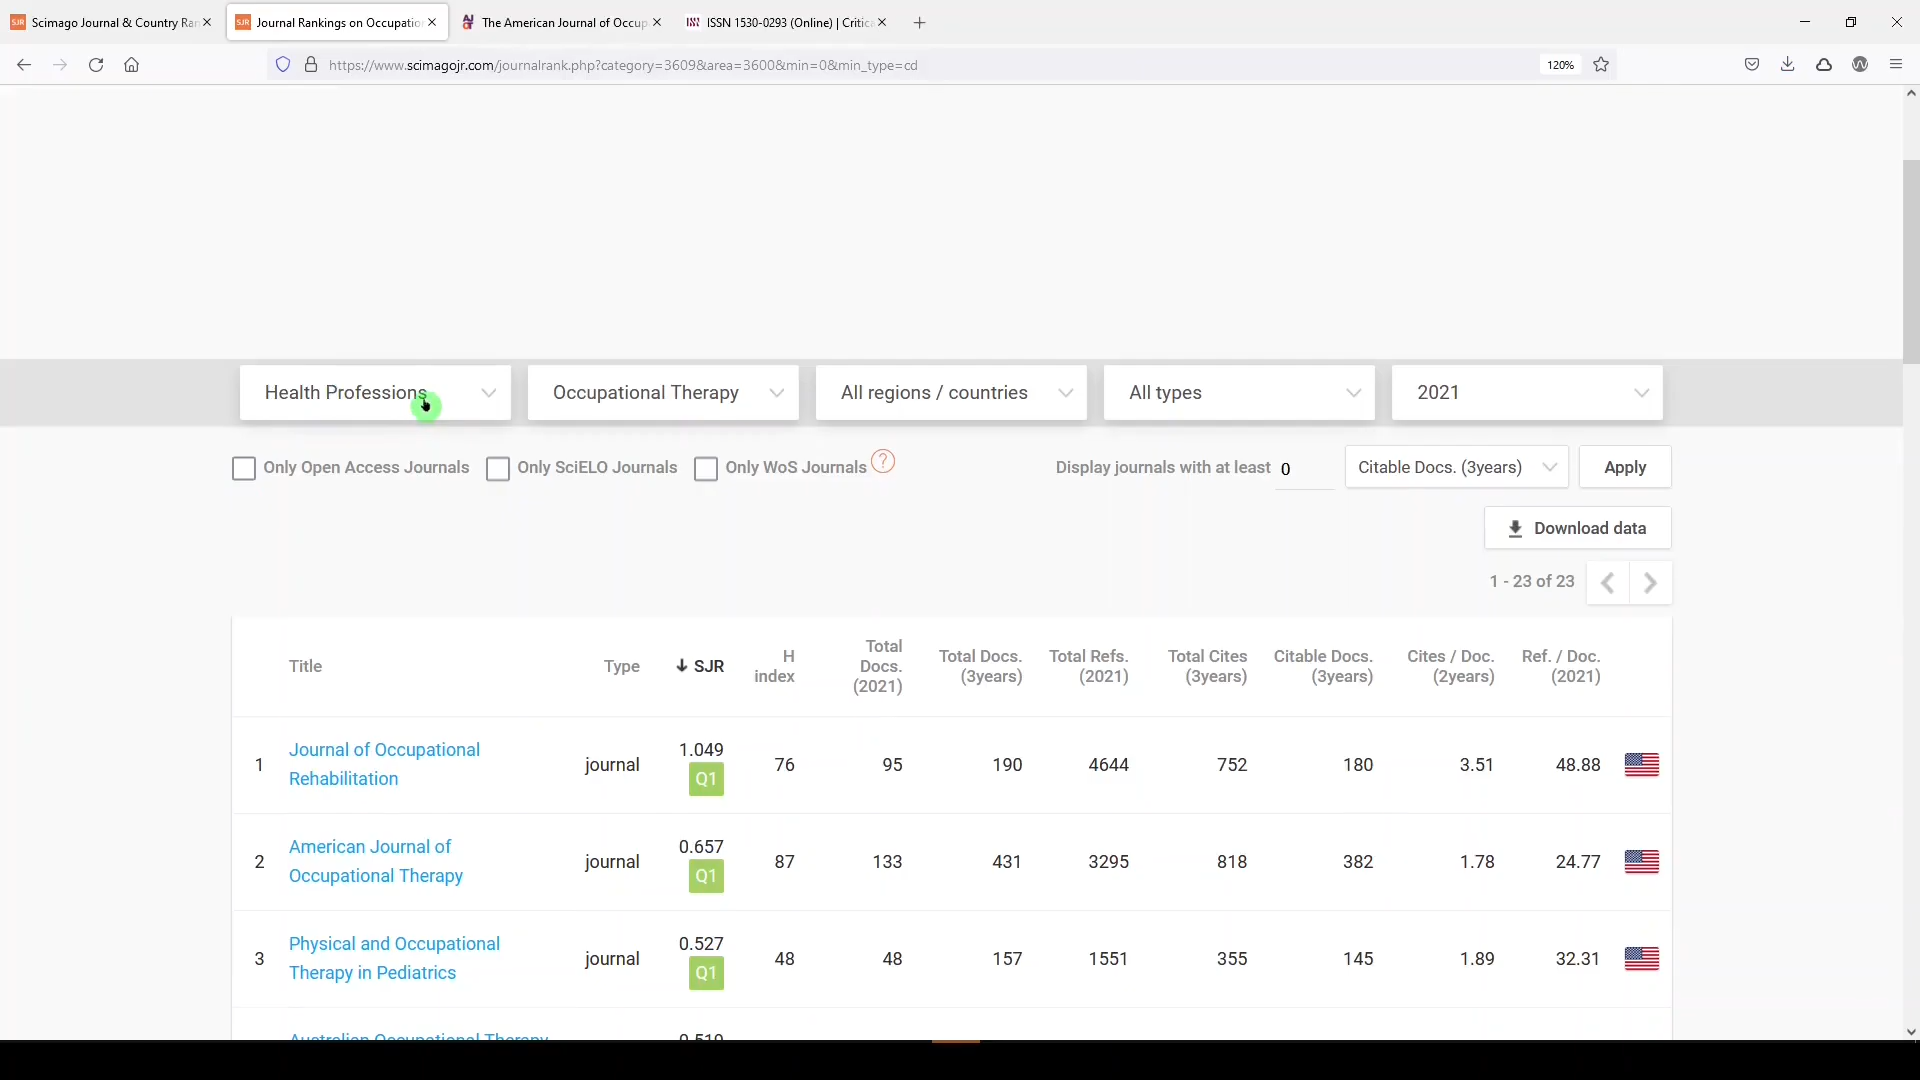 Scimago Journal & Country Ran
Journal Rankings on Occupatio
The American Journal of Occup
ISSN 1530-0293 (Online) | Critic
https://www.scimagojr.com/journalrank.php?category=3609&area=3600&min=0&min_type=cd
120%
Health Professions
Occupational Therapy
All regions / countries
All types
2021
Only Open Access Journals
Only SciELO Journals
Only WoS Journals
?
Display journals with at least 0
Citable Docs. (3years)
Apply
Download data
1 - 23 of 23
Title
Type
SJR
H
index
Total
Docs.
(2021)
Total Docs.
(3years)
Total Refs.
(2021)
Total Cites
(3years)
Citable Docs.
(3years)
Cites / Doc.
(2years)
Ref. / Doc.
(2021)
1
Journal of Occupational
Rehabilitation
journal
1.049
Q1
76
95
190
4644
752
180
3.51
48.88
2
American Journal of
Occupational Therapy
journal
0.657
Q1
87
133
431
3295
818
382
1.78
24.77
3
Physical and Occupational
Therapy in Pediatrics
journal
0.527
Q1
48
48
157
1551
355
145
1.89
32.31
Australian Occupational Therapy
0.519